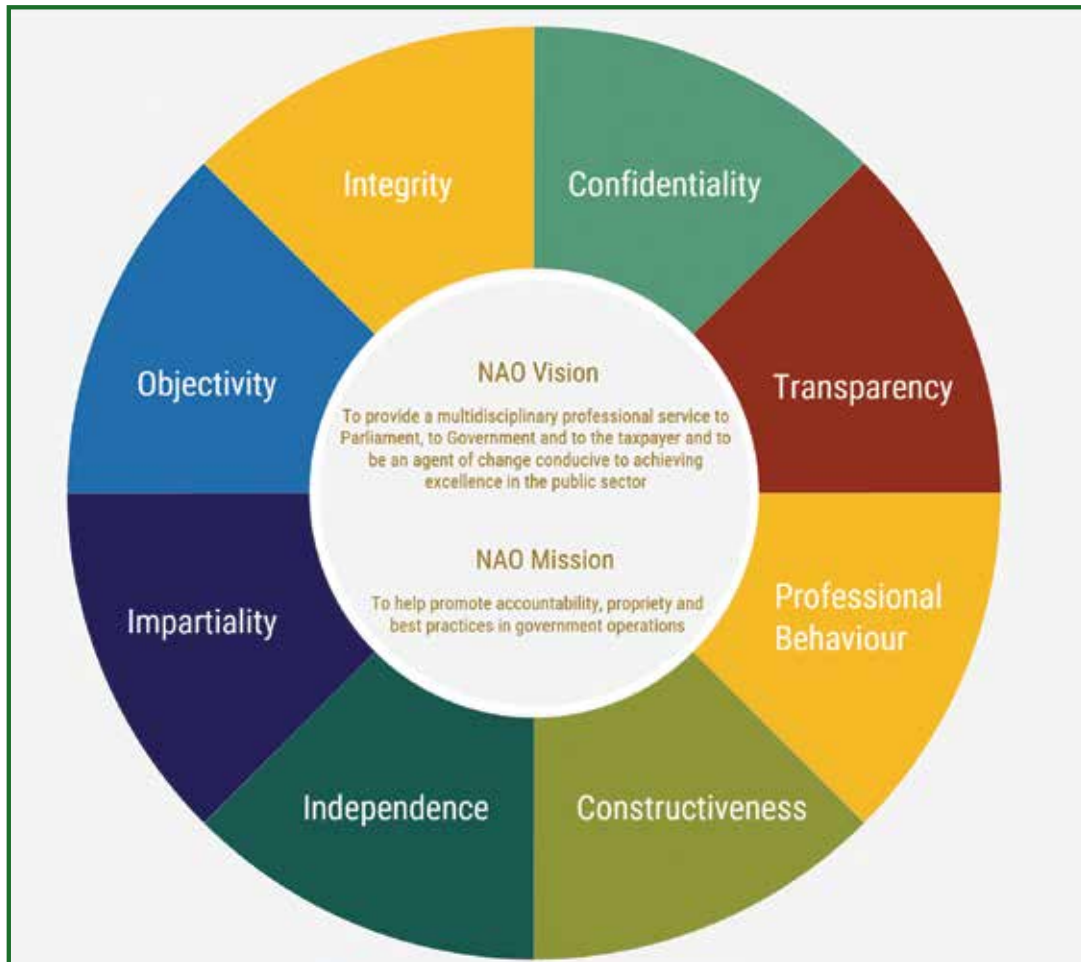 Integrity
Confidentiality
Objectivity
Transparency
NAO Vision
To provide a multidisciplinary professional service to
Parliament, to Government and to the taxpayer and to
be an agent of change conducive to achieving
excellence in the public sector
NAO Mission
To help promote accountability, propriety and
best practices in government operations
Impartiality
Professional
Behaviour
Independence
Constructiveness